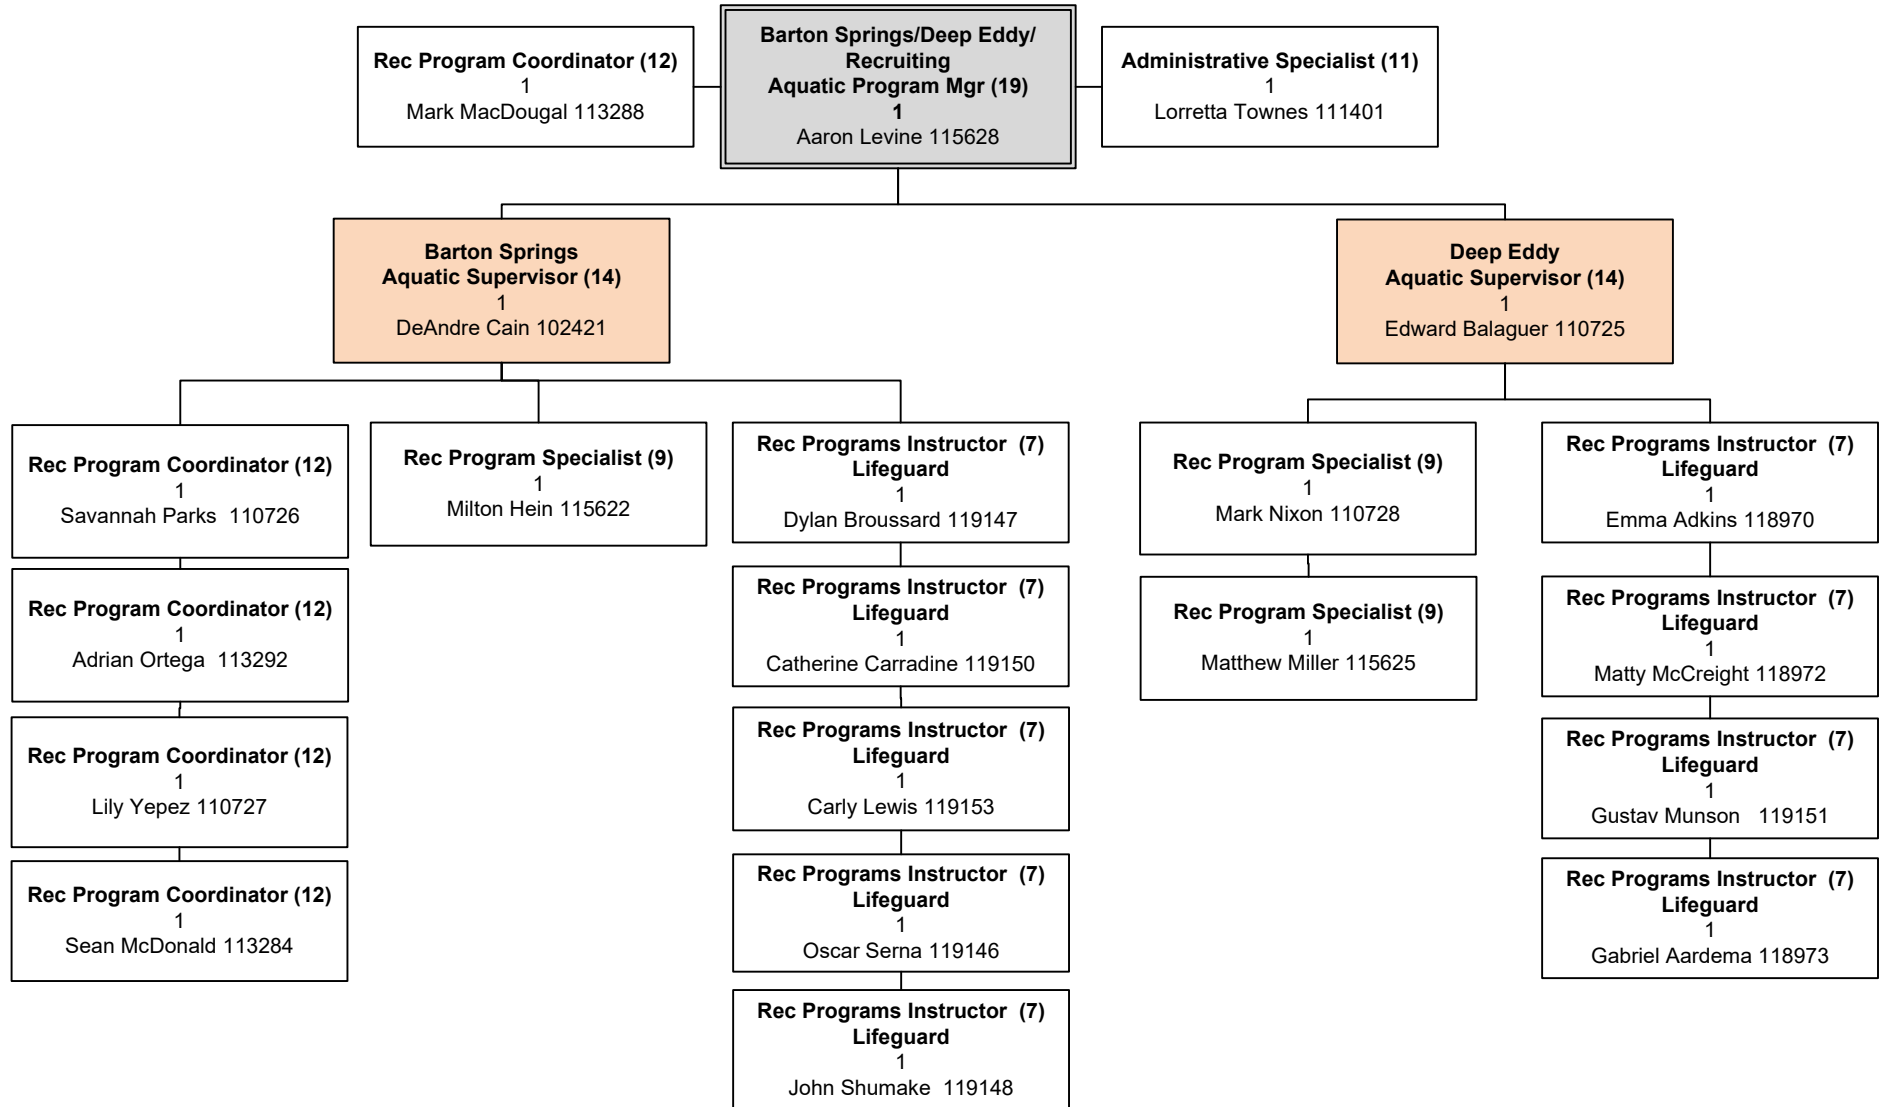 Rec Program Coordinator (12)
1
Mark MacDougal 113288
Barton Springs/Deep Eddy/
Recruiting
Aquatic Program Mgr (19)
1
Aaron Levine 115628
Administrative Specialist (11)
1
Lorretta Townes 111401
Barton Springs
Aquatic Supervisor (14)
1
DeAndre Cain 102421
Deep Eddy
Aquatic Supervisor (14)
1
Edward Balaguer 110725
Rec Program Coordinator (12)
1
Savannah Parks  110726
Rec Program Coordinator (12)
1
Adrian Ortega  113292
Rec Program Coordinator (12)
1
Lily Yepez 110727
Rec Program Coordinator (12)
1
Sean McDonald 113284
Rec Program Specialist (9)
1
Milton Hein 115622
Rec Programs Instructor  (7)
Lifeguard
1
Dylan Broussard 119147
Rec Programs Instructor  (7)
Lifeguard
1
Catherine Carradine 119150
Rec Programs Instructor  (7)
Lifeguard
1
Carly Lewis 119153
Rec Programs Instructor  (7)
Lifeguard
1
Oscar Serna 119146
Rec Programs Instructor  (7)
Lifeguard
1
John Shumake  119148
Rec Program Specialist (9)
1
Mark Nixon 110728
Rec Program Specialist (9)
1
Matthew Miller 115625
Rec Programs Instructor  (7)
Lifeguard
1
Emma Adkins 118970
Rec Programs Instructor  (7)
Lifeguard
1
Matty McCreight 118972
Rec Programs Instructor  (7)
Lifeguard
1
Gustav Munson   119151
Rec Programs Instructor  (7)
Lifeguard
1
Gabriel Aardema 118973